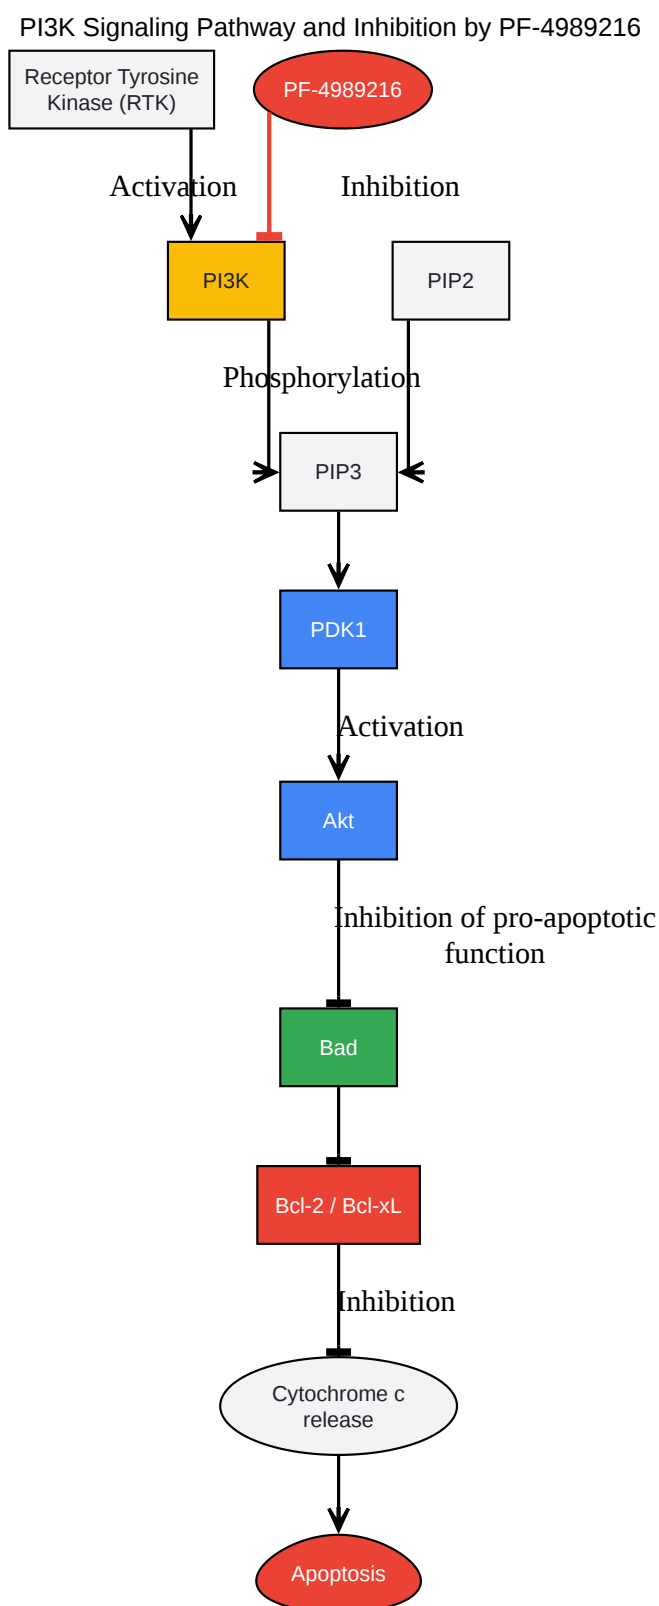 PI3K Signaling Pathway and Inhibition by PF-4989216
Receptor Tyrosine
Kinase (RTK)
PF-4989216
Activation
Inhibition
PI3K
PIP2
Phosphorylation
PIP3
PDK1
Activation
Akt
Inhibition of pro-apoptotic
function
Bad
Bcl-2 / Bcl-xL
Inhibition
Cytochrome c
release
Apoptosis